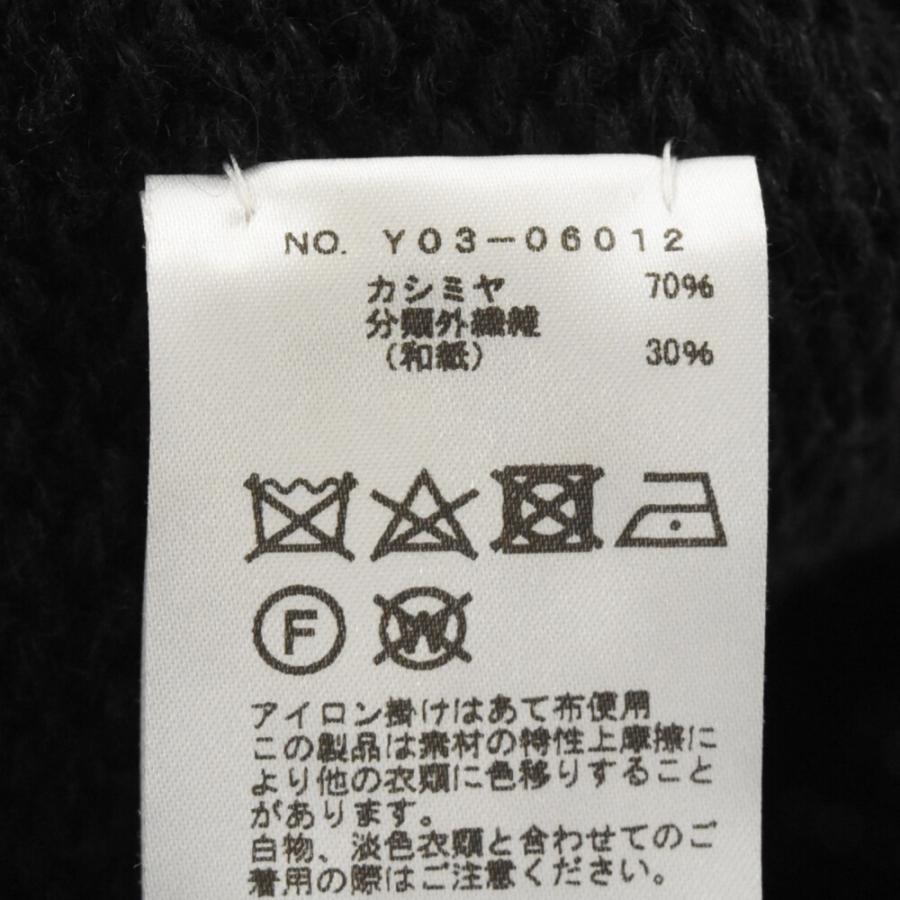 NO. Y03-06012
カシミヤ 70%
分類外繊維
(和紙) 30%
F
W
アイロン掛けはあて布使用
この製品は素材の特性上摩擦に
より他の衣類に色移りすること
があります。
白物、淡色衣類と合わせてのご
着用の際はご注意ください。